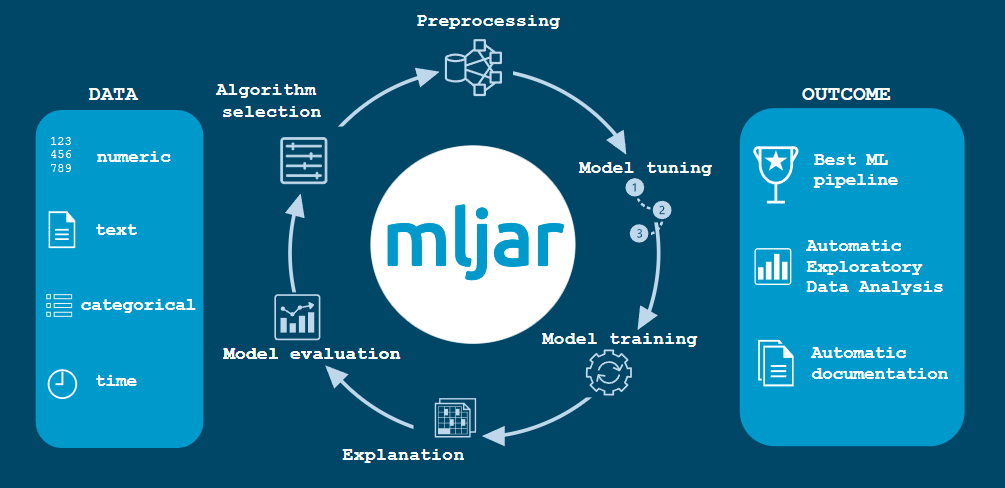 DATA
123
456
789
numeric
text
categorical
time
Preprocessing
Algorithm
selection
Model tuning
1
2
3
mljar
Model training
Model evaluation
Explanation
OUTCOME
Best ML
pipeline
Automatic
Exploratory
Data Analysis
Automatic
documentation